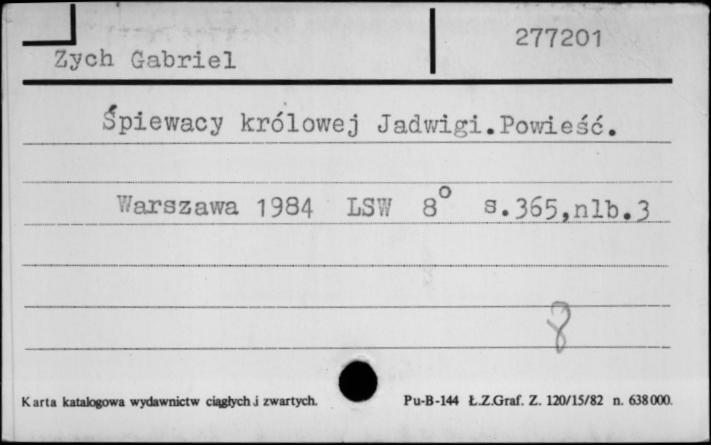 277201
Zych Gabriel
Śpiewacy królowej Jadwigi.Powieść.
Warszawa 1984 LSW 8° s.365,nlb.3
8
Karta katalogowa wydawnictw ciągłych i zwartych. Pu-B-144 Ł.Z.Graf. Z. 120/15/82 n. 638000.